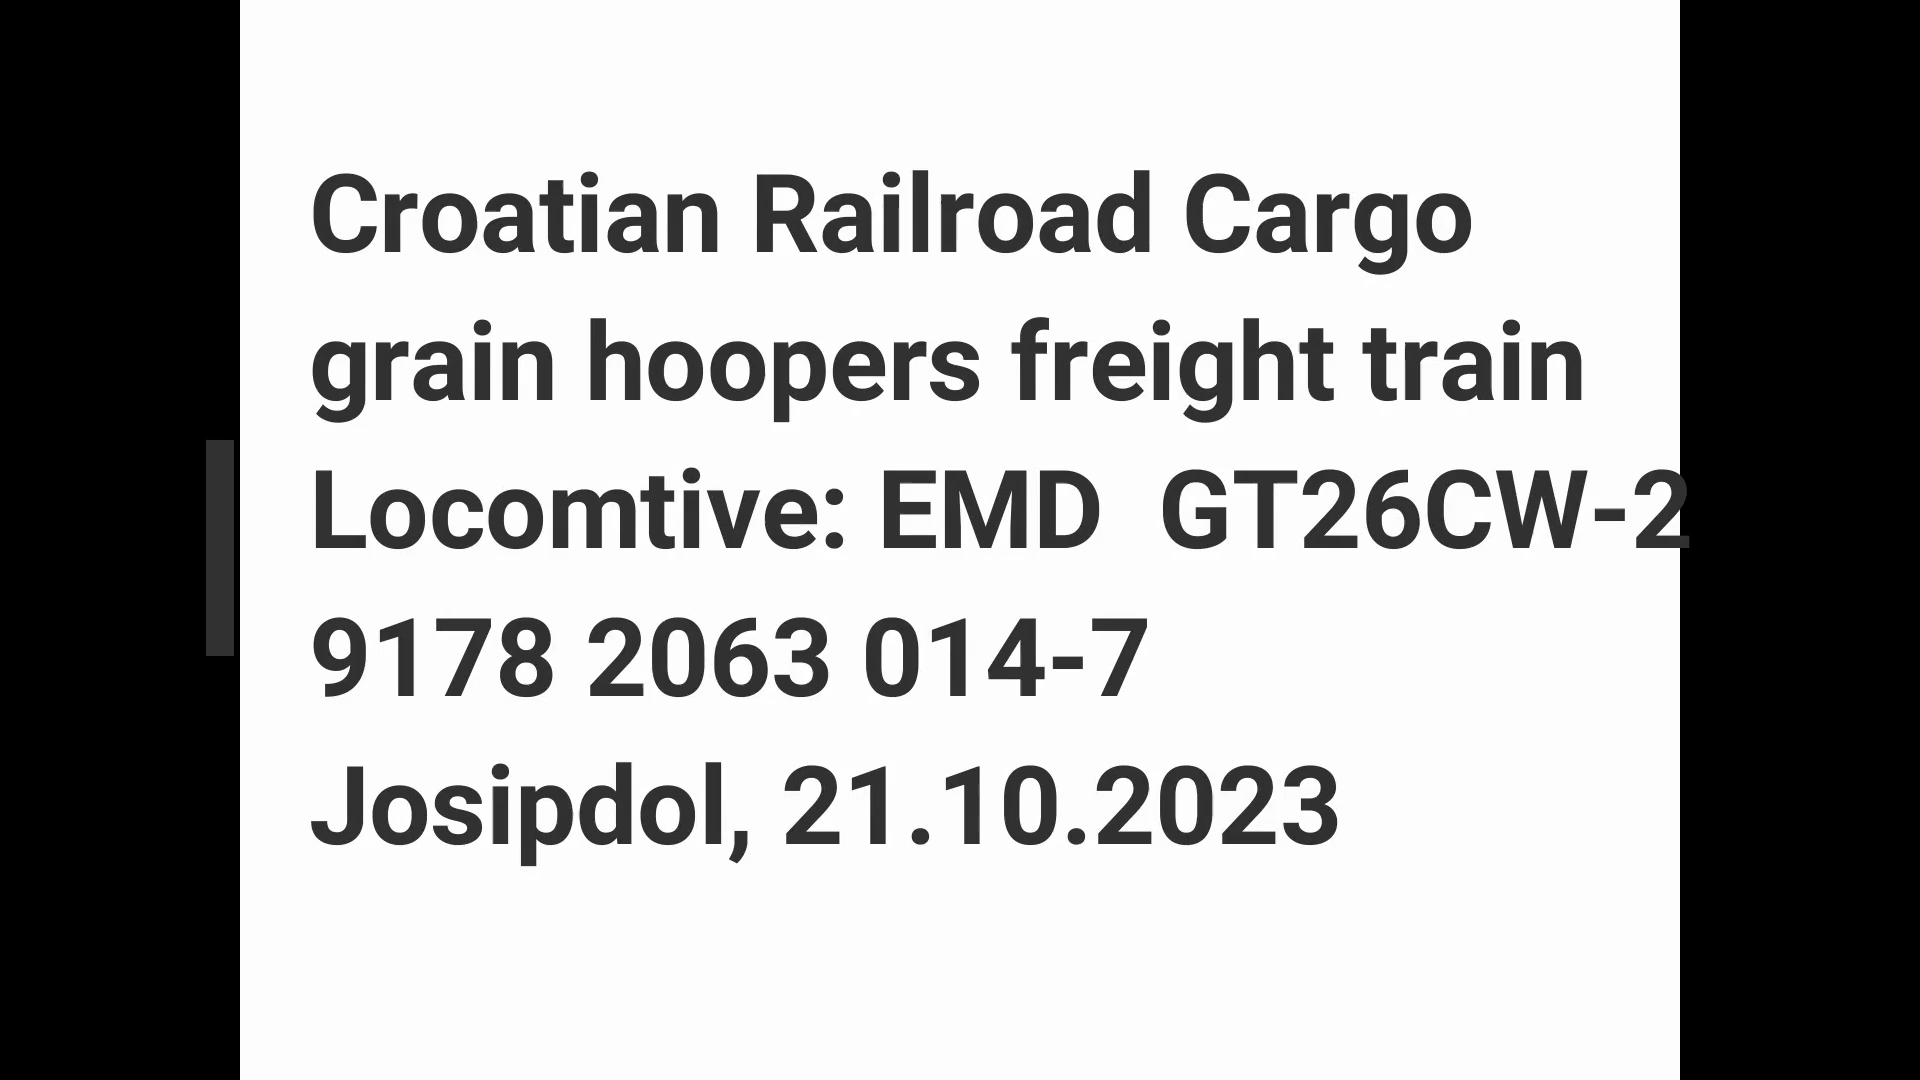 Croatian Railroad Cargo
grain hoopers freight train
Locomtive: EMD  GT26CW-2
9178 2063 014-7
Josipdol, 21.10.2023